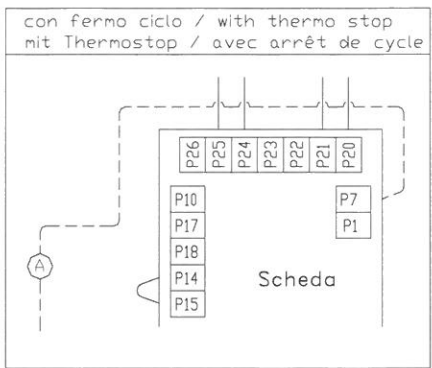 con fermo ciclo / with thermo stop
mit Thermostop / avec arrêt de cycle
P26 P25 P24 P23 P22 P21 P20
P10 P7
P17 P1
P18
P14
P15
Scheda
A